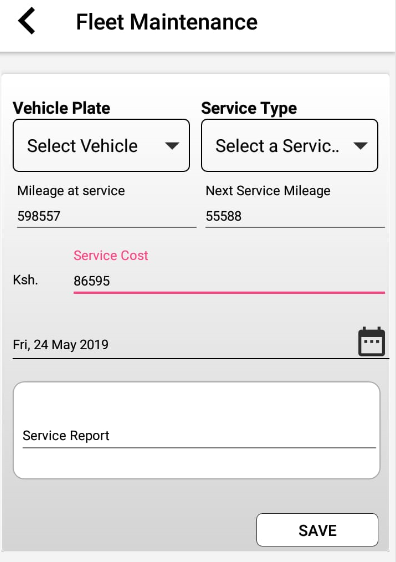 Fleet Maintenance
Vehicle Plate Service Type
Select Vehicle Select a Servic..
Mileage at service Next Service Mileage
598557 55588
Service Cost
Ksh. 86595
Fri, 24 May 2019
Service Report
SAVE